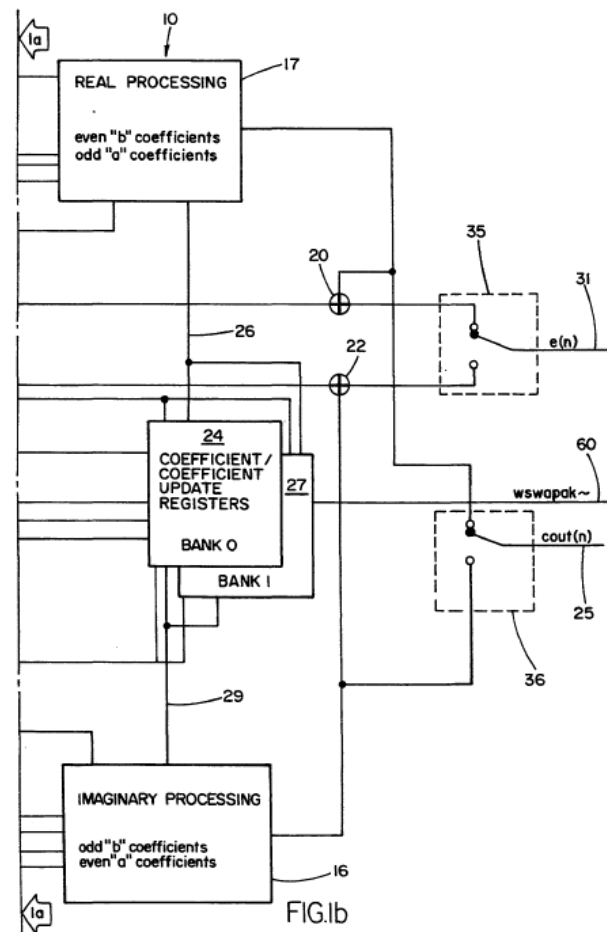 1a
10
17
REAL PROCESSING
even "b" coefficients
odd "a" coefficients
35
20
31
e(n)
26
22
24
COEFFICIENT/
COEFFICIENT
UPDATE
REGISTERS
BANK 0
27
BANK 1
60
wswapak~
cout(n)
25
36
29
IMAGINARY PROCESSING
odd "b" coefficients
even "a" coefficients
16
1a
FIG.1b